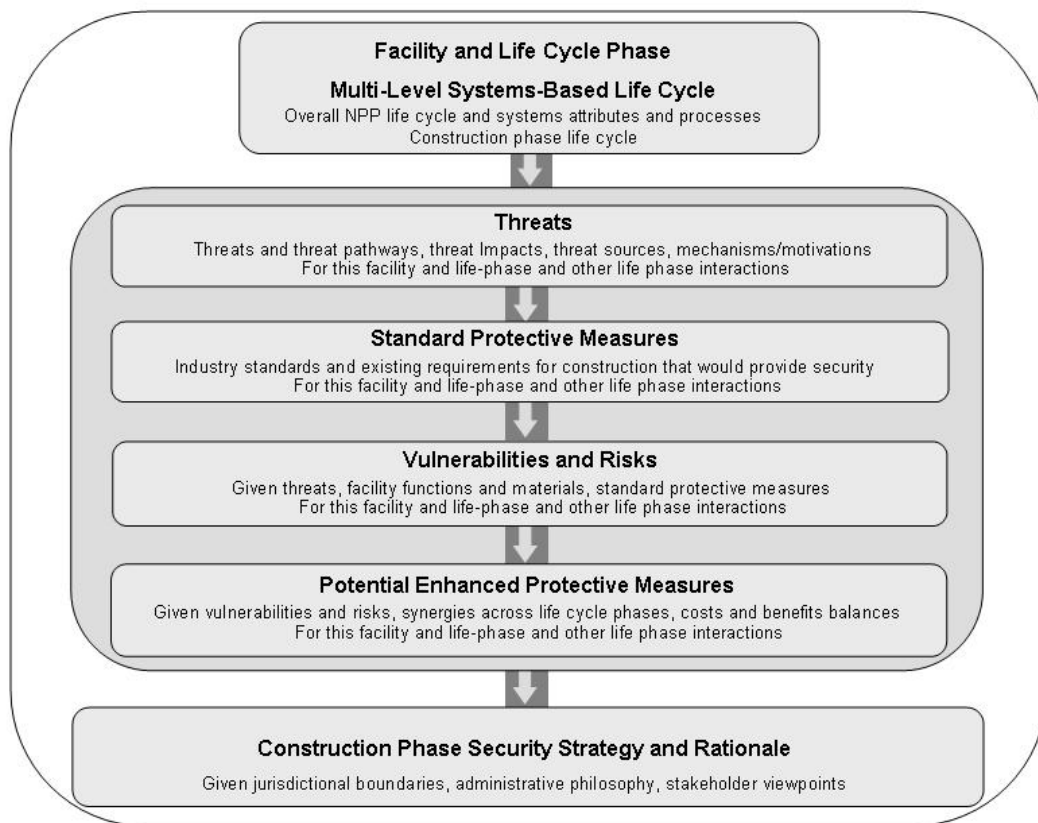 Facility and Life Cycle Phase
Multi-Level Systems-Based Life Cycle
Overall NPP life cycle and systems attributes and processes
Construction phase life cycle
Threats
Threats and threat pathways, threat Impacts, threat sources, mechanisms/motivations
For this facility and life-phase and other life phase interactions
Standard Protective Measures
Industry standards and existing requirements for construction that would provide security
For this facility and life-phase and other life phase interactions
Vulnerabilities and Risks
Given threats, facility functions and materials, standard protective measures
For this facility and life-phase and other life phase interactions
Potential Enhanced Protective Measures
Given vulnerabilities and risks, synergies across life cycle phases, costs and benefits balances
For this facility and life-phase and other life phase interactions
Construction Phase Security Strategy and Rationale
Given jurisdictional boundaries, administrative philosophy, stakeholder viewpoints